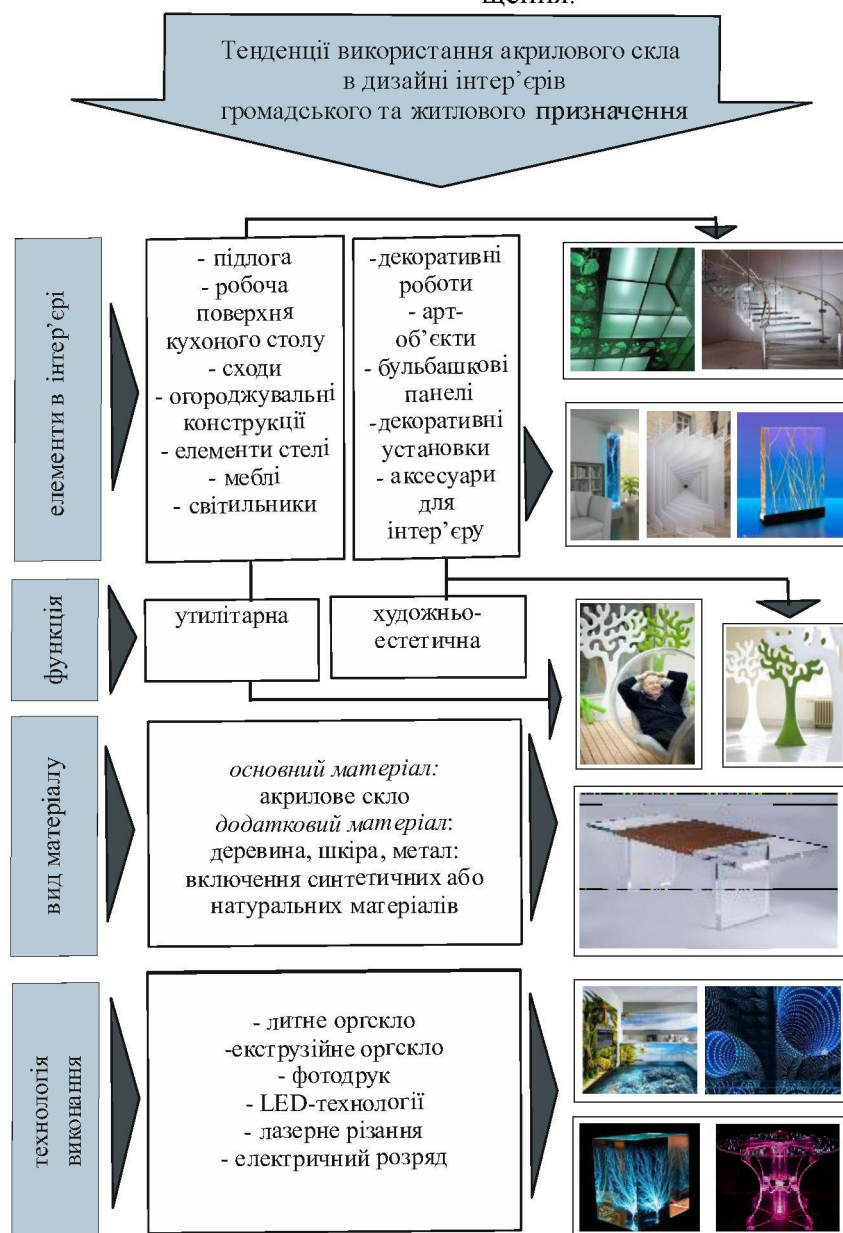 щення.
Тенденції використання акрилового скла
в дизайні інтер’єрів
громадського та житлового призначення
елементи в інтер’єрі
- підлога
- робоча
поверхня
кухоного столу
- сходи
- огороджувальні
конструкції
- елементи стелі
- меблі
- світильники
-декоративні
роботи
- арт-
об’єкти
- бульбашкові
панелі
-декоративні
установки
- аксесуари
для
інтер’єру
функція
утилітарна
художньо-
естетична
вид матеріалу
основний матеріал:
акрилове скло
додатковий матеріал:
деревина, шкіра, метал:
включення синтетичних або
натуральних матеріалів
технологія
виконання
- литне оргскло
-екструзійне оргскло
- фотодрук
- LED-технології
- лазерне різання
- електричний розряд